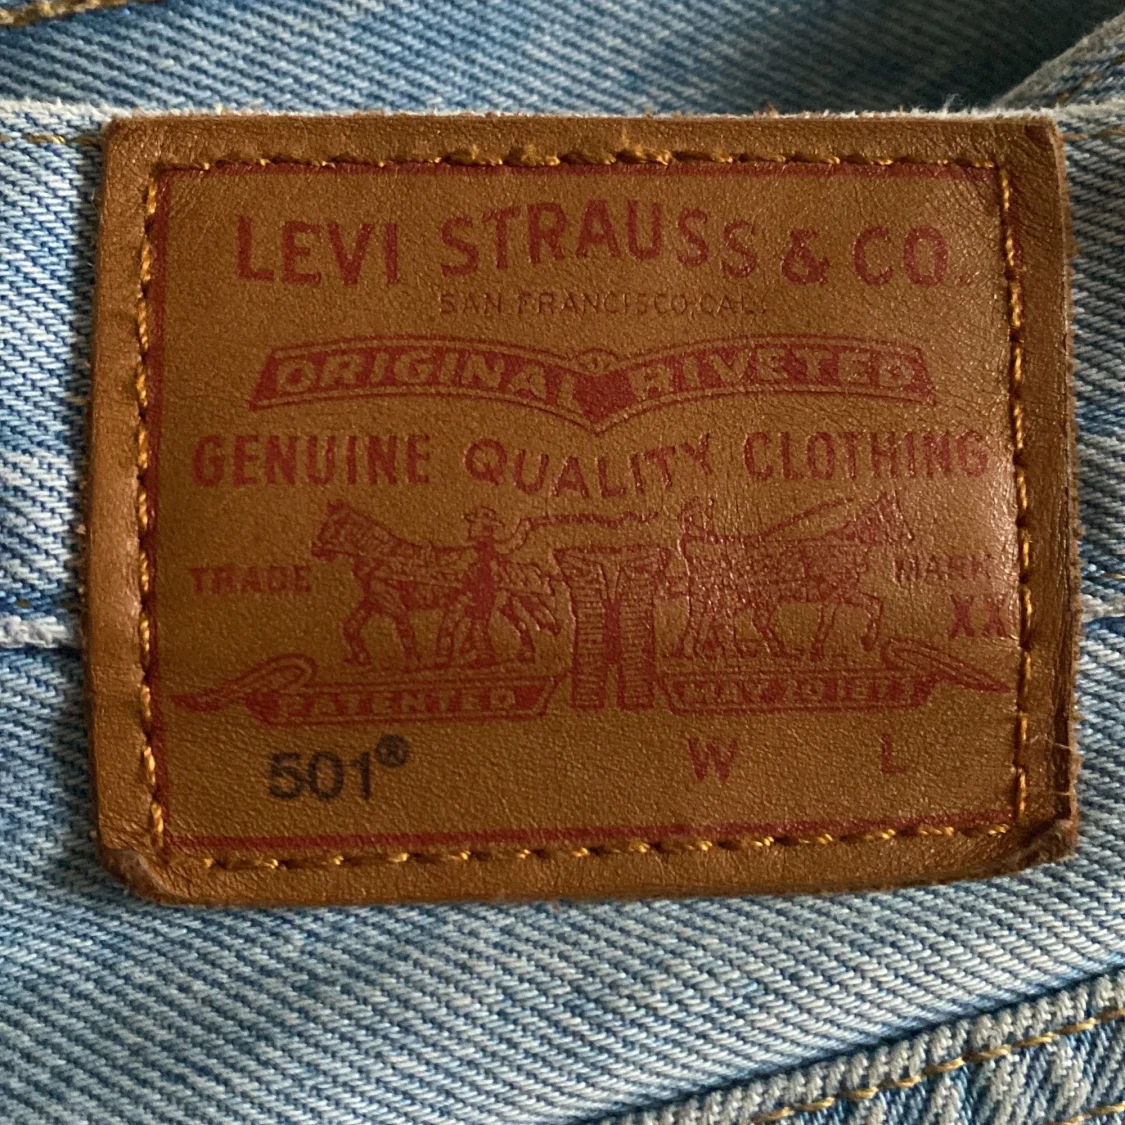 LEVI STRAUSS & CO.
SAN FRANCISCO, CAL.
ORIGINAL RIVETED
GENUINE QUALITY CLOTHING
TRADE MARK
XX
PATENTED MAY 20 1873
501® W L